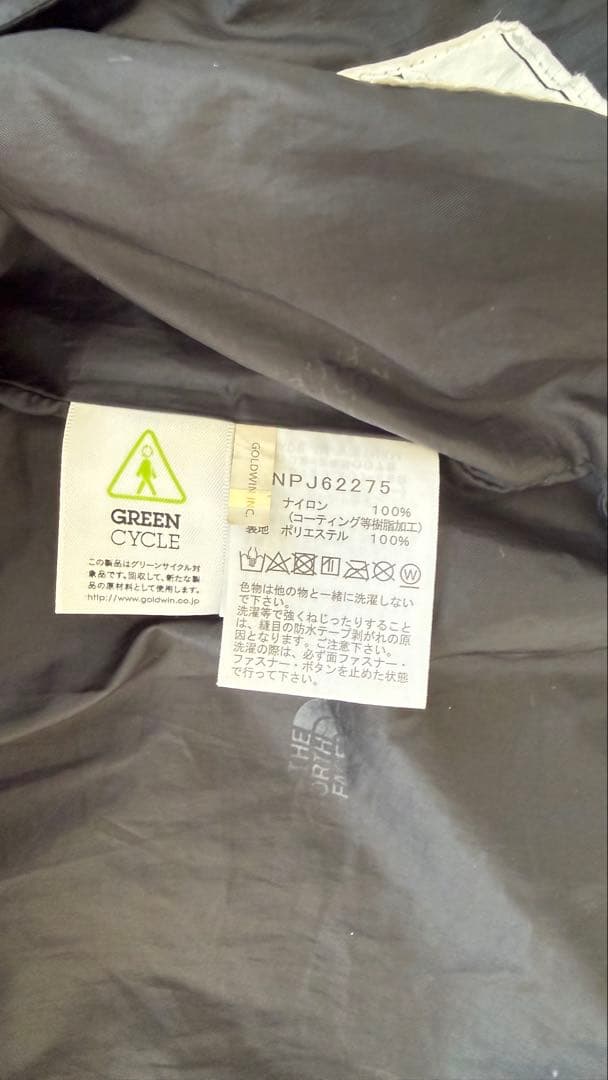 GREEN
CYCLE
この製品はグリーンサイクル対
象品です。回収して、新たな製
品の原材料として使用します。
http://www.goldwin.co.jp
GOLDWIN INC.
NPJ62275
ナイロン 100%
(コーティング等樹脂加工)
裏地 ポリエステル 100%
色物は他の物と一緒に洗濯しない
で下さい。
洗濯等で強くねじったりすること
は、縫目の防水テープ剥がれの原
因となります。ご注意下さい。
洗濯の際は、必ず面ファスナー・
ファスナー・ボタンを止めた状態
で行って下さい。
THE
NORTH
FACE